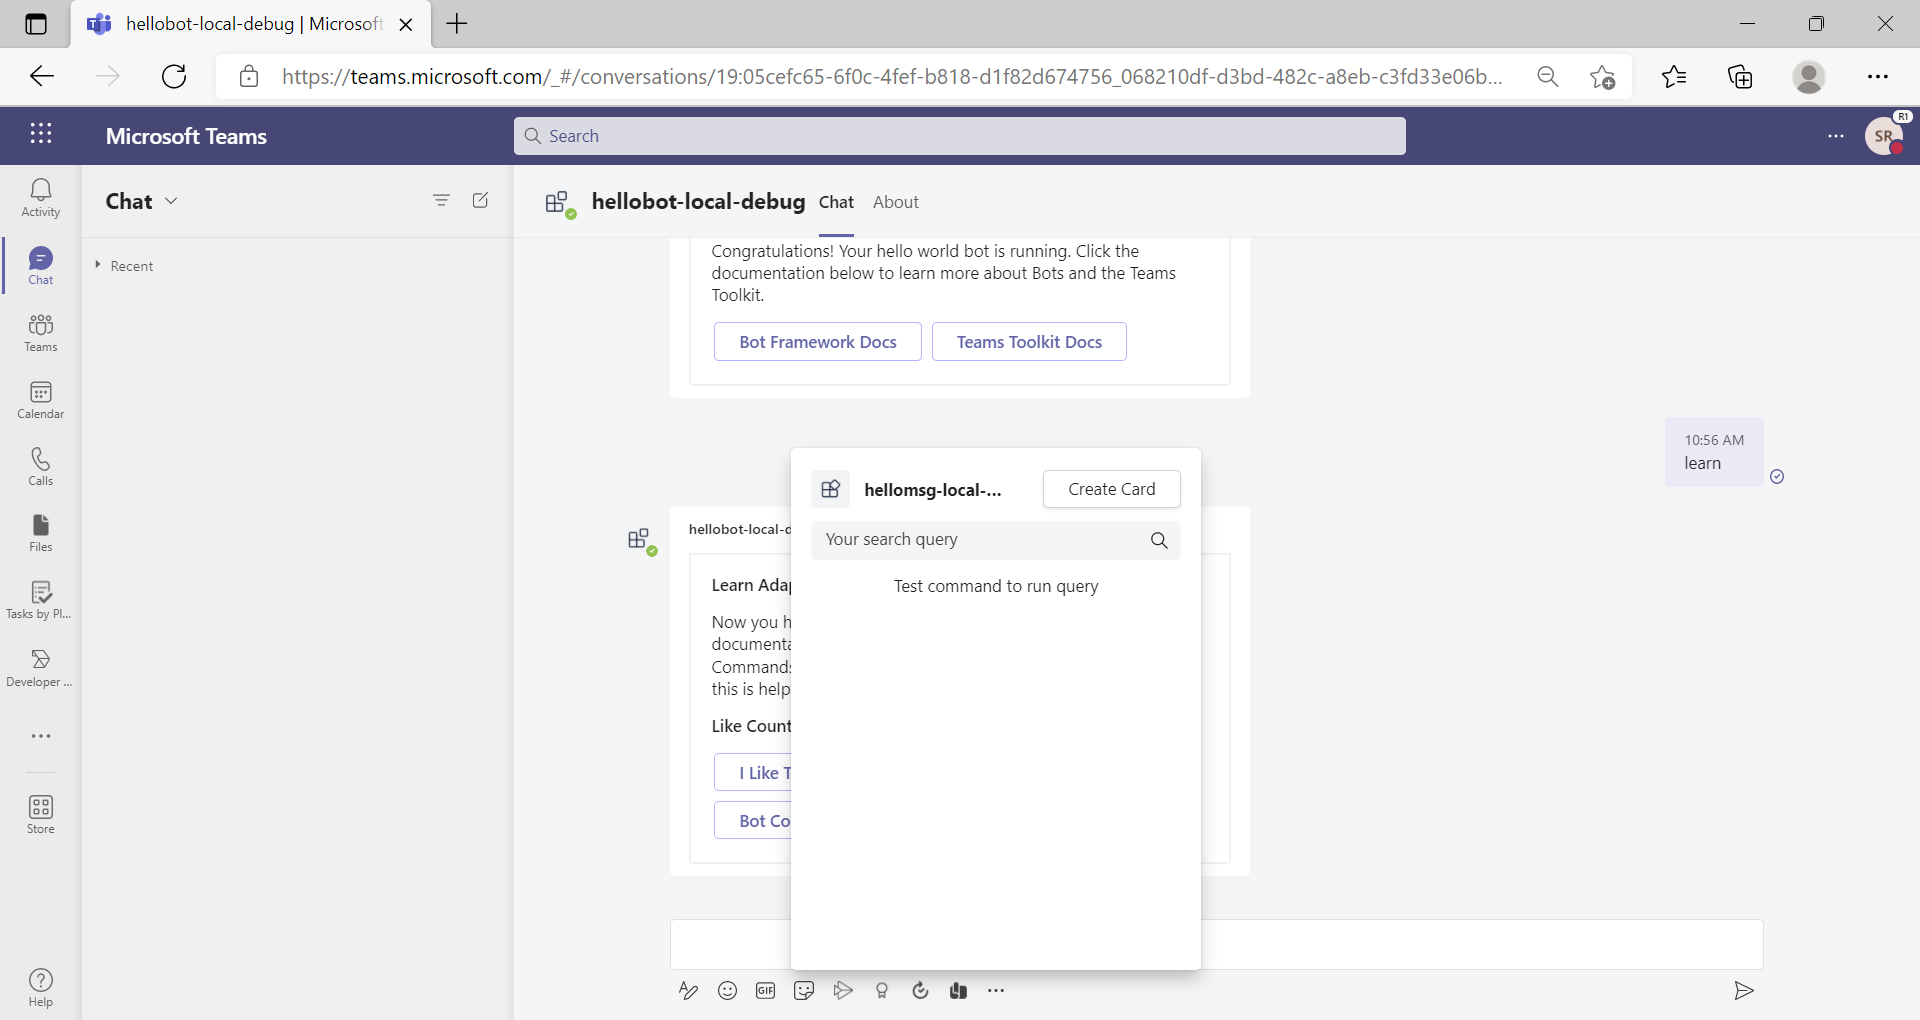 hellobot-local-debug | Microsoft
https://teams.microsoft.com/_#/conversations/19:05cefc65-6f0c-4fef-b818-d1f82d674756_068210df-d3bd-482c-a8eb-c3fd33e06b...
Microsoft Teams
Search
R1
SR
Activity
Chat
Teams
Calendar
Calls
Files
Tasks by Pl...
Developer ...
Store
Help
Chat
Recent
hellobot-local-debug
Chat
About
Congratulations! Your hello world bot is running. Click the
documentation below to learn more about Bots and the Teams
Toolkit.
Bot Framework Docs
Teams Toolkit Docs
10:56 AM
learn
hellobot-local-d
Learn Adap
Now you h
documenta
Commands
this is help
Like Count
I Like T
Bot Co
hellomsg-local-...
Create Card
Your search query
Test command to run query
GIF